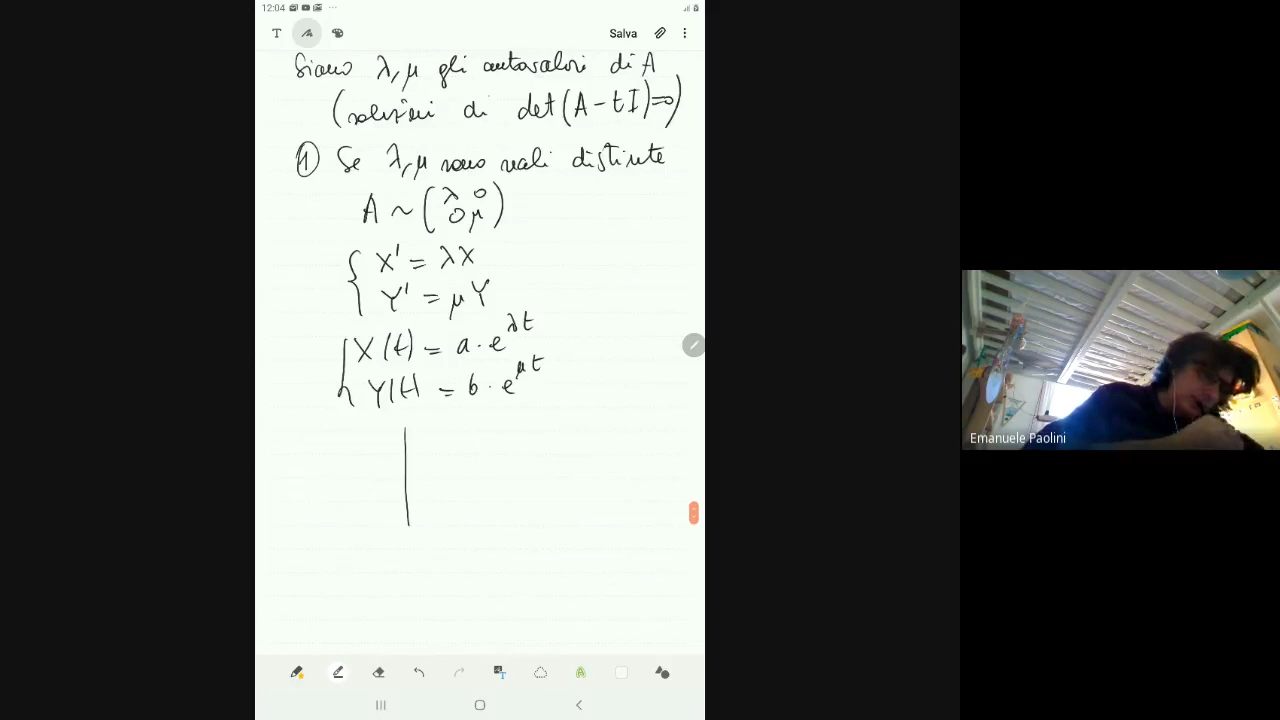 12:04
T
Salva
Siano λ, μ gli autovalori di A
(soluzioni di det(A - tI)=0)
① Se λ, μ sono reali distinte
A ~ (λ 0
0 μ)
{ X' = λX
Y' = μY
{ X(t) = a · e^{λt}
Y(t) = b · e^{μt}
Emanuele Paolini